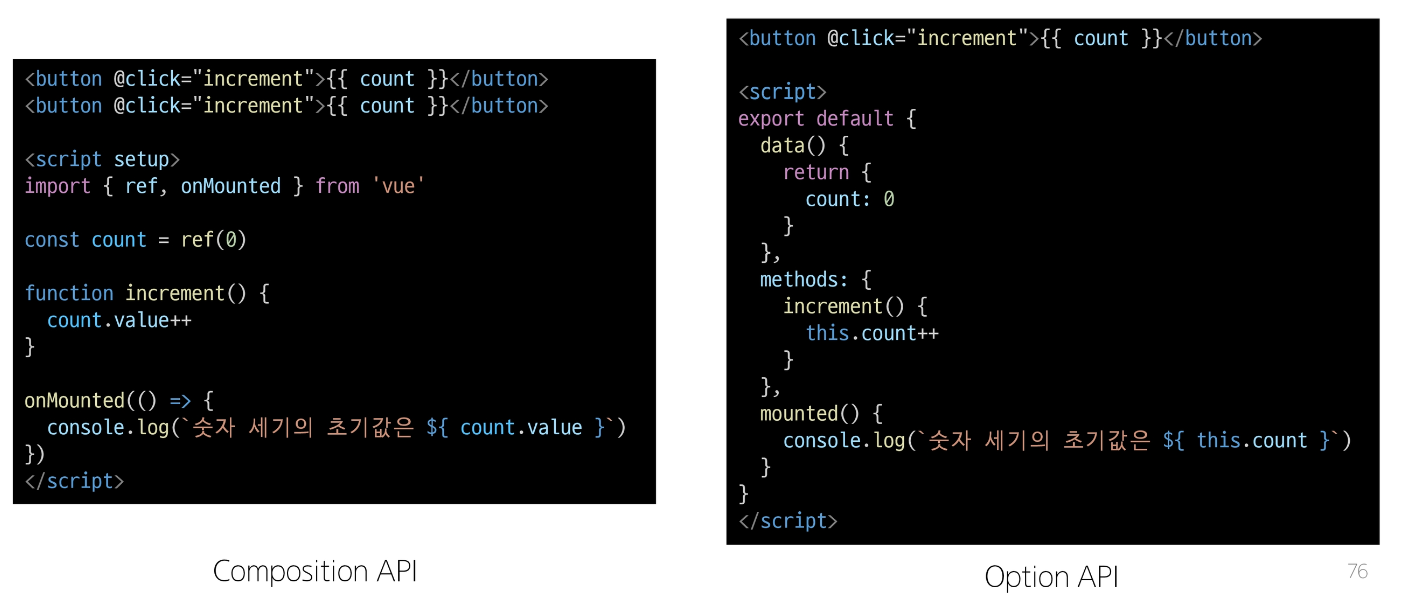 <button @click="increment">{{ count }}</button>
<button @click="increment">{{ count }}</button>
<script setup>
import { ref, onMounted } from 'vue'
const count = ref(0)
function increment() {
  count.value++
}
onMounted(() => {
  console.log(`숫자 세기의 초기값은 ${ count.value }`)
})
</script>
Composition API
<button @click="increment">{{ count }}</button>
<script>
export default {
  data() {
    return {
      count: 0
    }
  },
  methods: {
    increment() {
      this.count++
    }
  },
  mounted() {
    console.log(`숫자 세기의 초기값은 ${ this.count }`)
  }
}
</script>
Option API
76